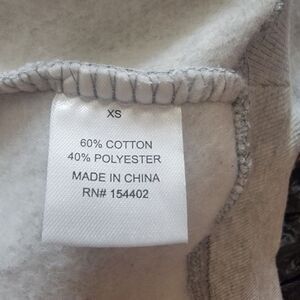 XS
60% COTTON
40% POLYESTER
MADE IN CHINA
RN# 154402